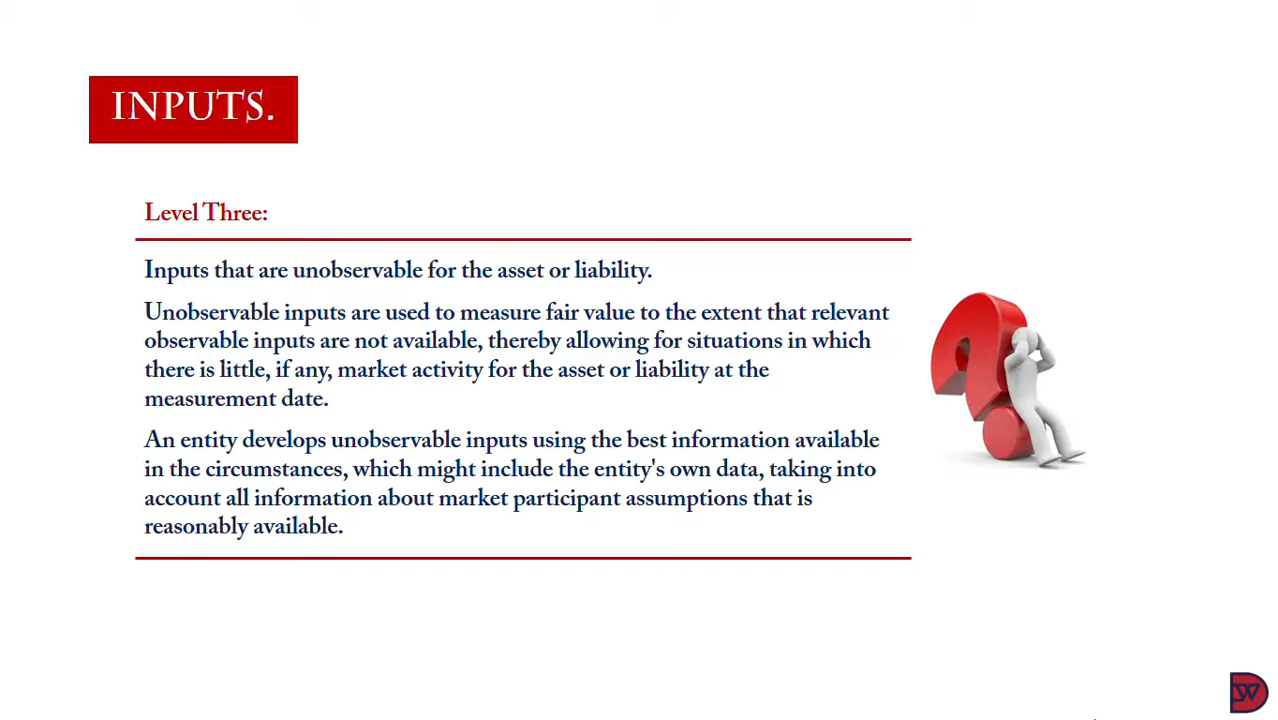 INPUTS.
Level Three:
Inputs that are unobservable for the asset or liability.
Unobservable inputs are used to measure fair value to the extent that relevant
observable inputs are not available, thereby allowing for situations in which
there is little, if any, market activity for the asset or liability at the
measurement date.
An entity develops unobservable inputs using the best information available
in the circumstances, which might include the entity's own data, taking into
account all information about market participant assumptions that is
reasonably available.
DW